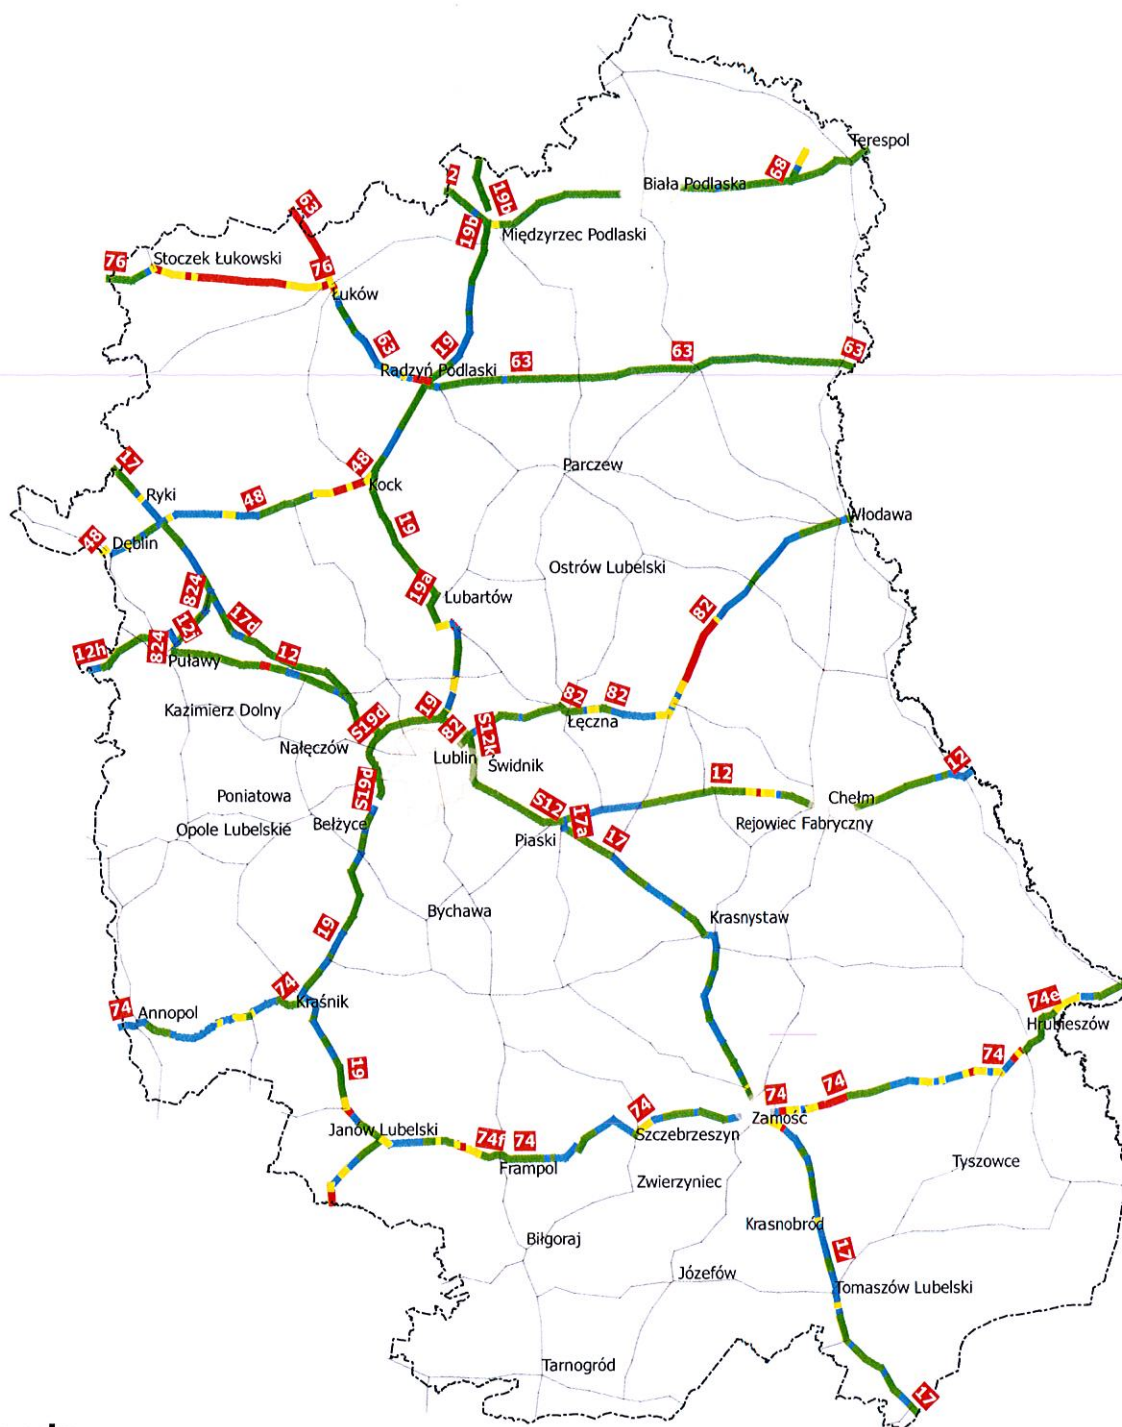 Terespol
68
Biała Podlaska
2
19b
19b
Międzyrzec Podlaski
63
76
Stoczek Łukowski
76
Łuków
63
19
63
63
63
Radzyń Podlaski
17
48
Parczew
Ryki
48
Kock
19
Włodawa
48
Dęblin
Ostrów Lubelski
824
19a
Lubartów
82
17d
12j
824
12h
12
Puławy
Kazimierz Dolny
S19d
19
82
82
Łęczna
82
S12k
Nałęczów
Lublin
Świdnik
12
12
S19d
Poniatowa
Chełm
S12
17a
Opole Lubelskie
Bełżyce
Rejowiec Fabryczny
Piaski
17
Bychawa
Krasnystaw
19
74
Kraśnik
74
Annopol
74e
Hrubieszów
19
74
74
74
Zamość
74
Janów Lubelski
74f
74
Szczebrzeszyn
Frampol
Tyszowce
Zwierzyniec
Krasnobród
Biłgoraj
17
Józefów
Tomaszów Lubelski
Tarnogród
17